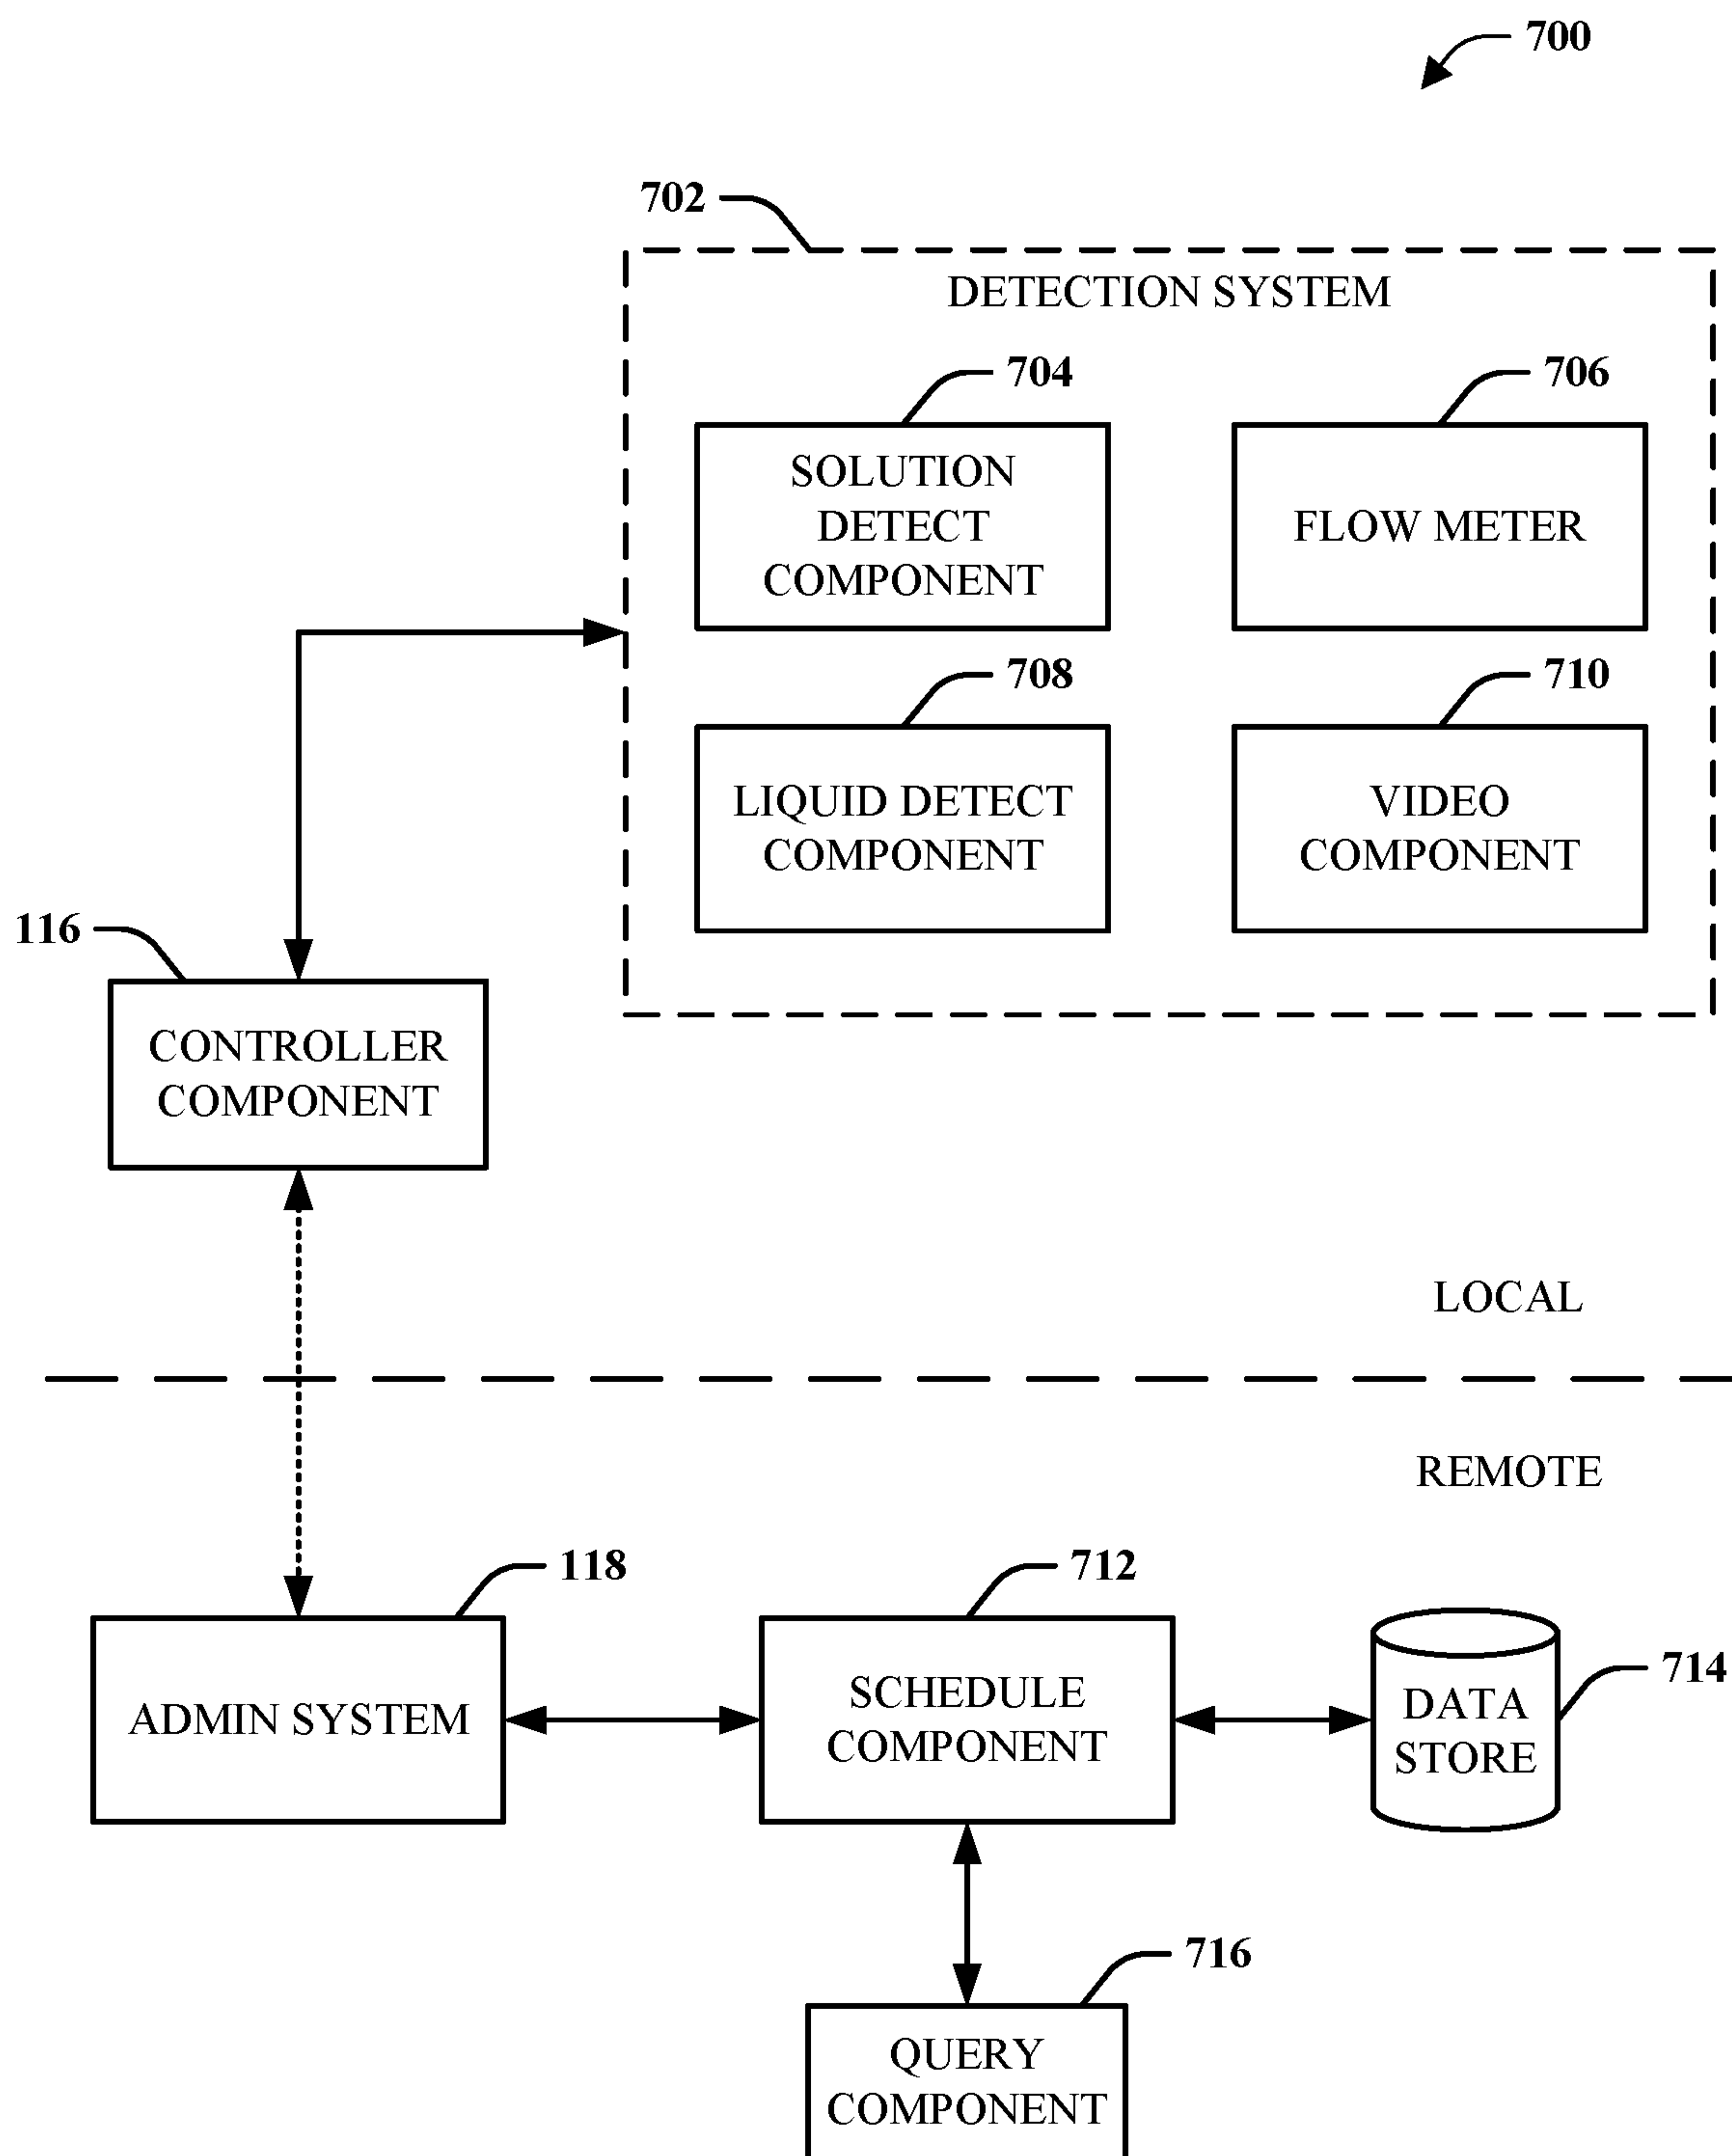 700
702
DETECTION SYSTEM
704
706
SOLUTION
DETECT
COMPONENT
FLOW METER
708
710
LIQUID DETECT
COMPONENT
VIDEO
COMPONENT
116
CONTROLLER
COMPONENT
LOCAL
REMOTE
118
712
ADMIN SYSTEM
SCHEDULE
COMPONENT
714
DATA
STORE
716
QUERY
COMPONENT